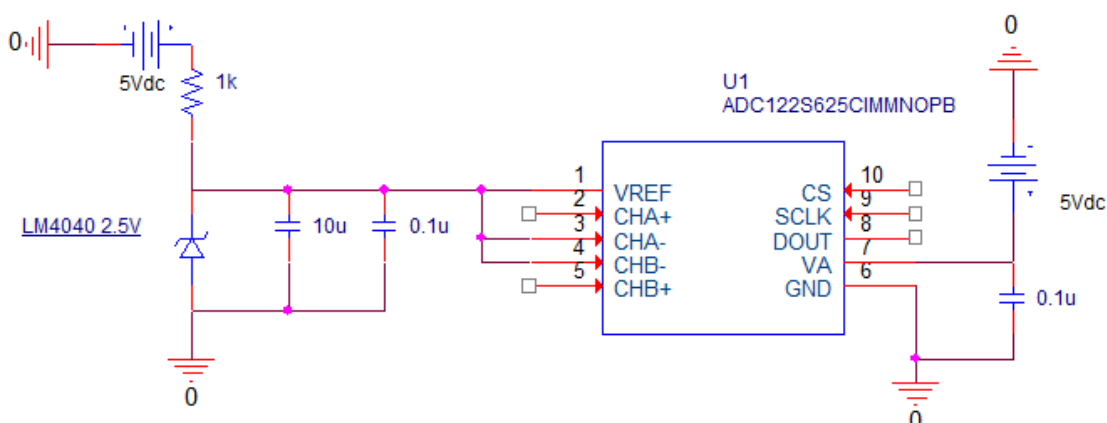 0
5Vdc
1k
LM4040 2.5V
10u
0.1u
U1
ADC122S625CIMMNOPB
1
VREF
2
CHA+
3
CHA-
4
CHB-
5
CHB+
10
CS
9
SCLK
8
DOUT
7
VA
6
GND
0
5Vdc
0.1u
0
0